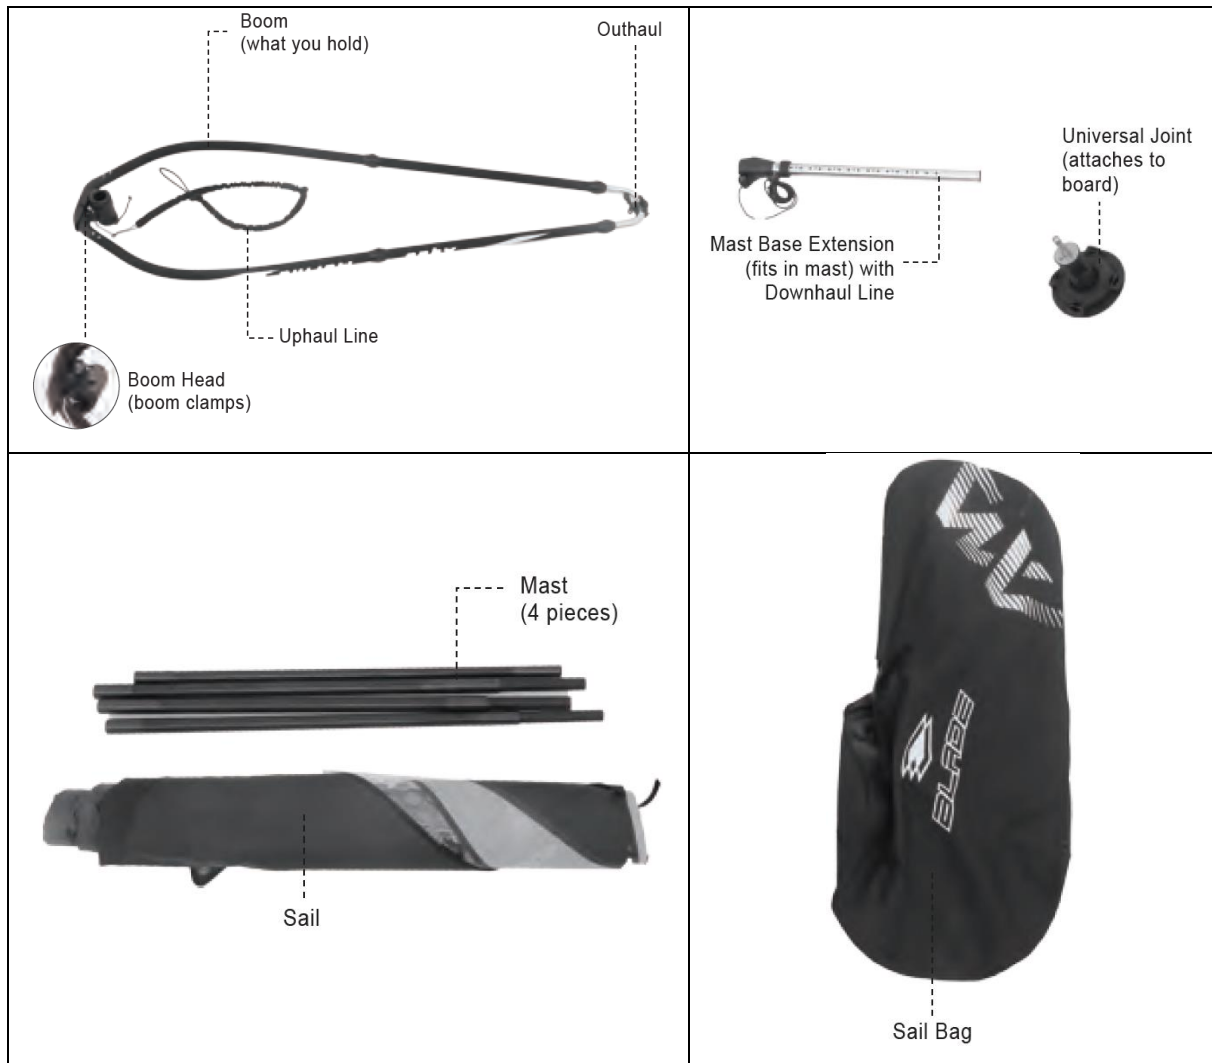 Boom
(what you hold)
Outhaul
Uphaul Line
Boom Head
(boom clamps)
Universal Joint
(attaches to
board)
Mast Base Extension
(fits in mast) with
Downhaul Line
Mast
(4 pieces)
Sail
BLADE
Sail Bag